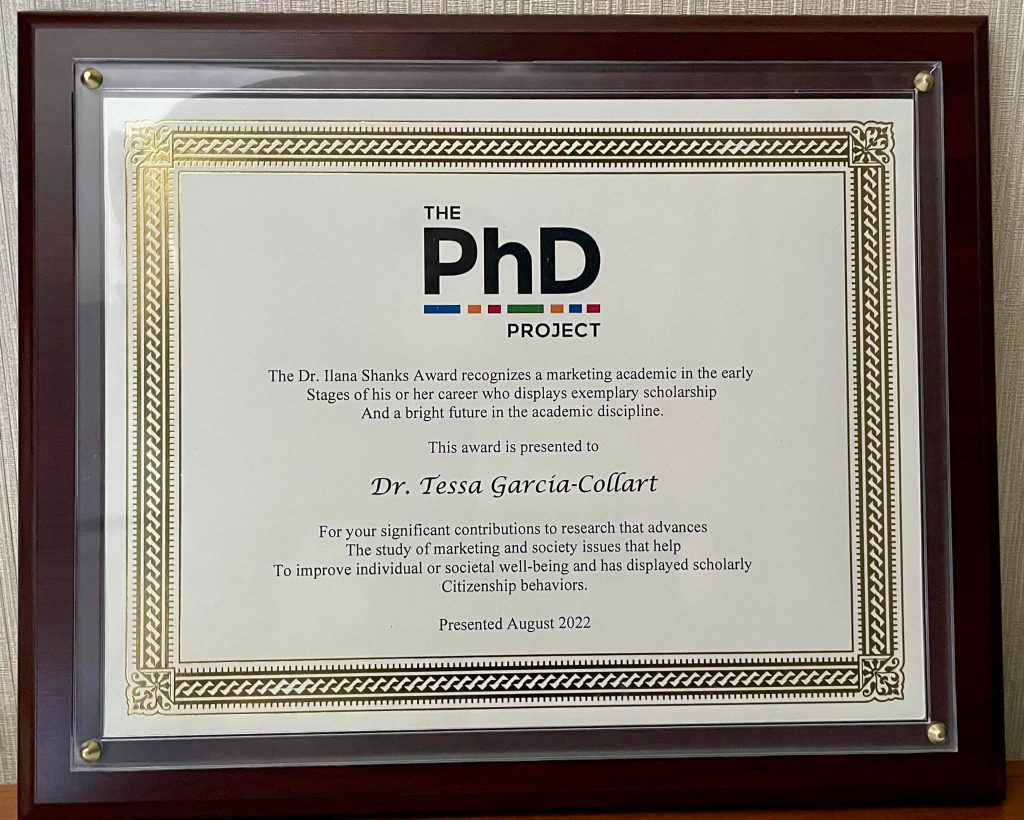 THE
PhD
PROJECT
The Dr. Ilana Shanks Award recognizes a marketing academic in the early
Stages of his or her career who displays exemplary scholarship
And a bright future in the academic discipline.
This award is presented to
Dr. Tessa Garcia-Collart
For your significant contributions to research that advances
The study of marketing and society issues that help
To improve individual or societal well-being and has displayed scholarly
Citizenship behaviors.
Presented August 2022